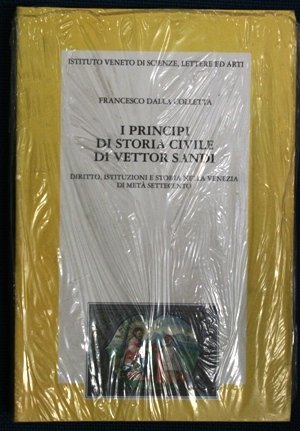 ISTITUTO VENETO DI SCIENZE, LETTERE ED ARTI
FRANCESCO DALLA COLLETTA
I PRINCIPI
DI STORIA CIVILE
DI VETTOR SANDI
DIRITTO, ISTITUZIONI E STORIA NELLA VENEZIA
DI METÀ SETTECENTO